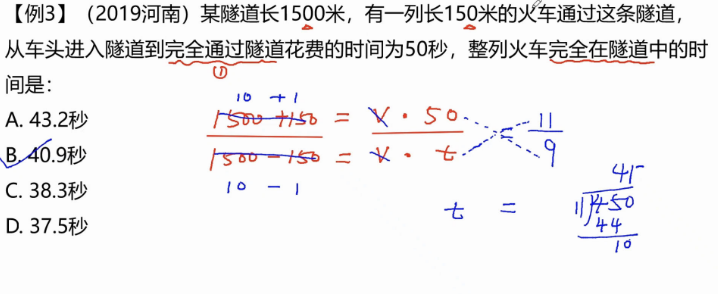 【例3】（2019河南）某隧道长1500米，有一列长150米的火车通过这条隧道，
从车头进入隧道到完全通过隧道花费的时间为50秒，整列火车完全在隧道中的时
①
间是：
10 +1
A. 43.2秒
1500+150 = V · 50 = 11
B. 40.9秒
1500-150 = V · t 9
C. 38.3秒
10 - 1
41
t = 11 450
D. 37.5秒
44
10